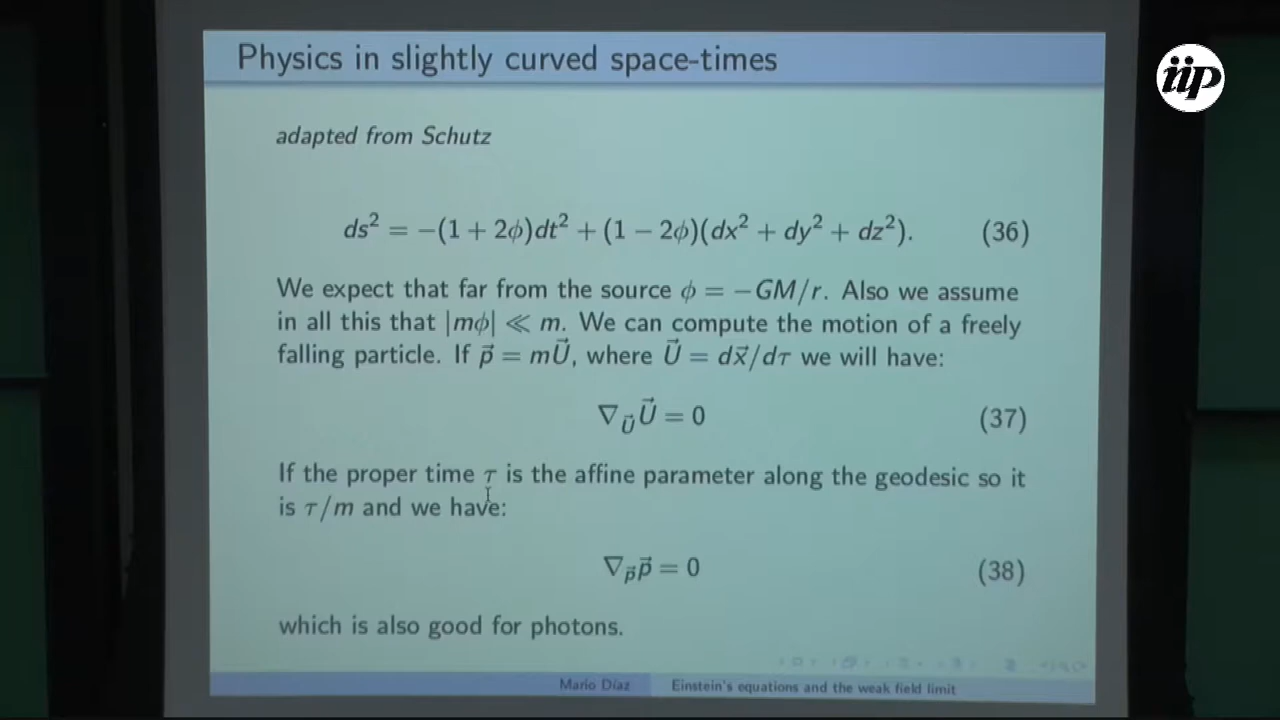 iip
Physics in slightly curved space-times
adapted from Schutz
ds² = −(1 + 2ϕ)dt² + (1 − 2ϕ)(dx² + dy² + dz²). (36)
We expect that far from the source ϕ = −GM/r. Also we assume
in all this that |mϕ| ≪ m. We can compute the motion of a freely
falling particle. If p⃗ = mU⃗, where U⃗ = dx⃗/dτ we will have:
∇_U⃗ U⃗ = 0 (37)
If the proper time τ is the affine parameter along the geodesic so it
is τ/m and we have:
∇_p⃗ p⃗ = 0 (38)
which is also good for photons.
Mario Díaz Einstein's equations and the weak field limit